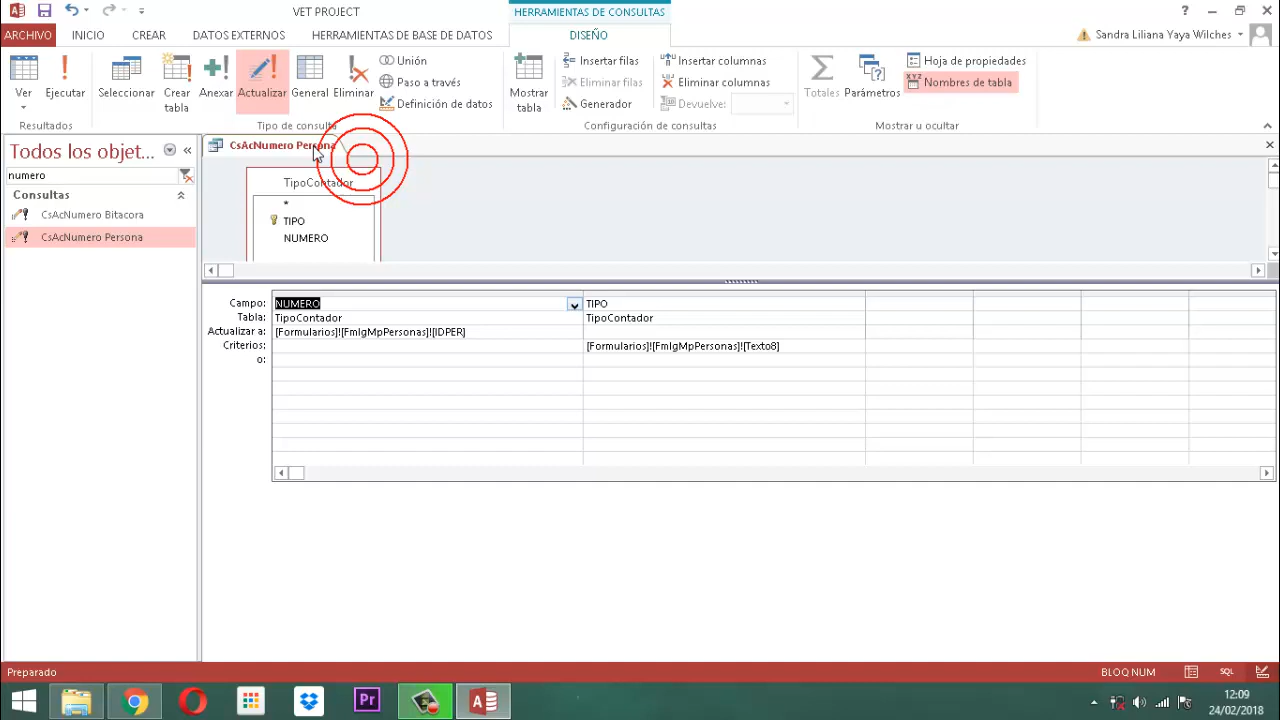 VET PROJECT
HERRAMIENTAS DE CONSULTAS
?
ARCHIVO
INICIO
CREAR
DATOS EXTERNOS
HERRAMIENTAS DE BASE DE DATOS
DISEÑO
Sandra Liliana Yaya Wilches
Ver
Ejecutar
Resultados
Seleccionar
Crear tabla
Anexar
Actualizar
General
Eliminar
Unión
Paso a través
Definición de datos
Tipo de consulta
Mostrar tabla
Insertar filas
Eliminar filas
Generador
Insertar columnas
Eliminar columnas
Devuelve:
Configuración de consultas
Totales
Parámetros
Hoja de propiedades
XYZ Nombres de tabla
Mostrar u ocultar
Todos los objet...
numero
Consultas
CsAcNumero Bitacora
CsAcNumero Persona
CsAcNumero Persona
TipoContador
*
TIPO
NUMERO
Campo: NUMERO TIPO
Tabla: TipoContador TipoContador
Actualizar a: [Formularios]![FmIgMpPersonas]![IDPER]
Criterios: [Formularios]![FmIgMpPersonas]![Texto8]
o:
Preparado
BLOQ NUM
SQL
Pr
12:09
24/02/2018